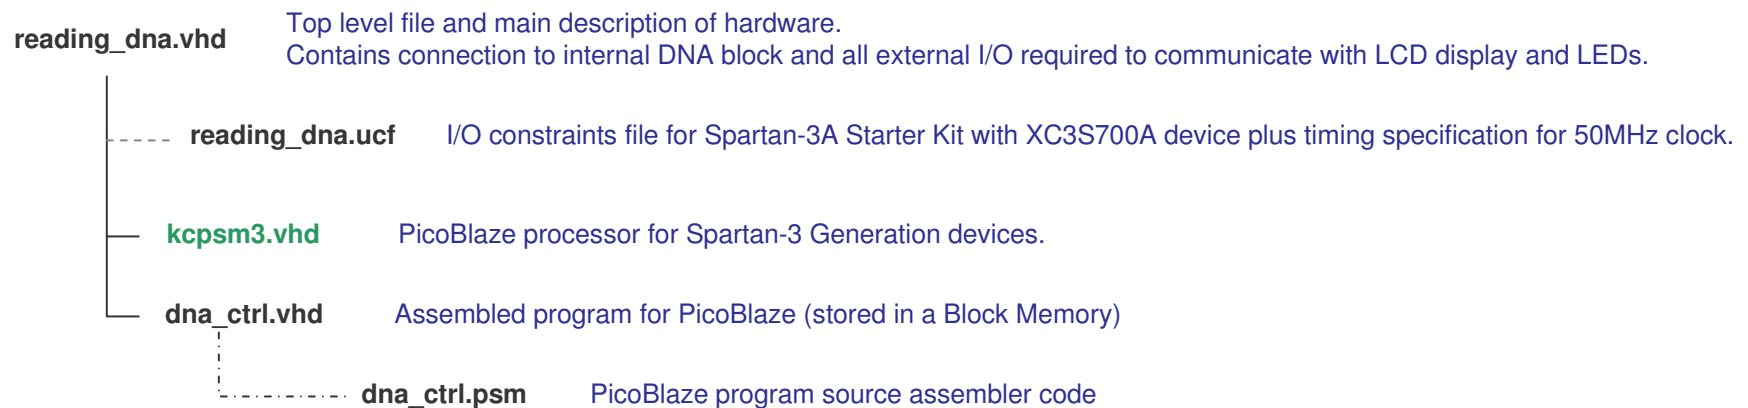 reading_dna.vhd
Top level file and main description of hardware.
Contains connection to internal DNA block and all external I/O required to communicate with LCD display and LEDs.
reading_dna.ucf I/O constraints file for Spartan-3A Starter Kit with XC3S700A device plus timing specification for 50MHz clock.
kcpsm3.vhd PicoBlaze processor for Spartan-3 Generation devices.
dna_ctrl.vhd Assembled program for PicoBlaze (stored in a Block Memory)
dna_ctrl.psm PicoBlaze program source assembler code